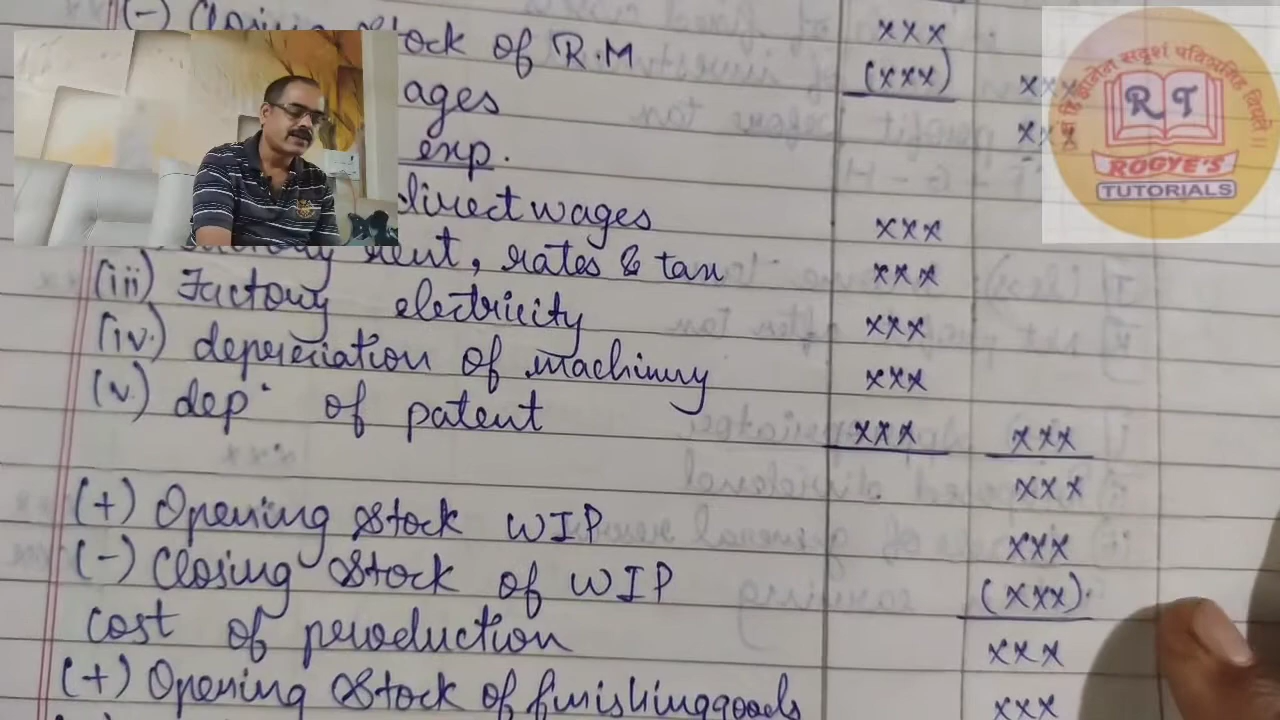 (-) Closing stock of R.M xxx
(xxx) xxx
ages xxx
exp.
direct wages xxx
rent, rates & tax xxx
(iii) Factory electricity xxx
(iv.) depreciation of machinery xxx
(v.) dep. of patent xxx xxx
xxx
(+) Opening Stock WIP xxx
(-) Closing Stock of WIP (xxx).
Cost of production xxx
(+) Opening Stock of finishing goods xxx
RT
ROGYE'S
TUTORIALS